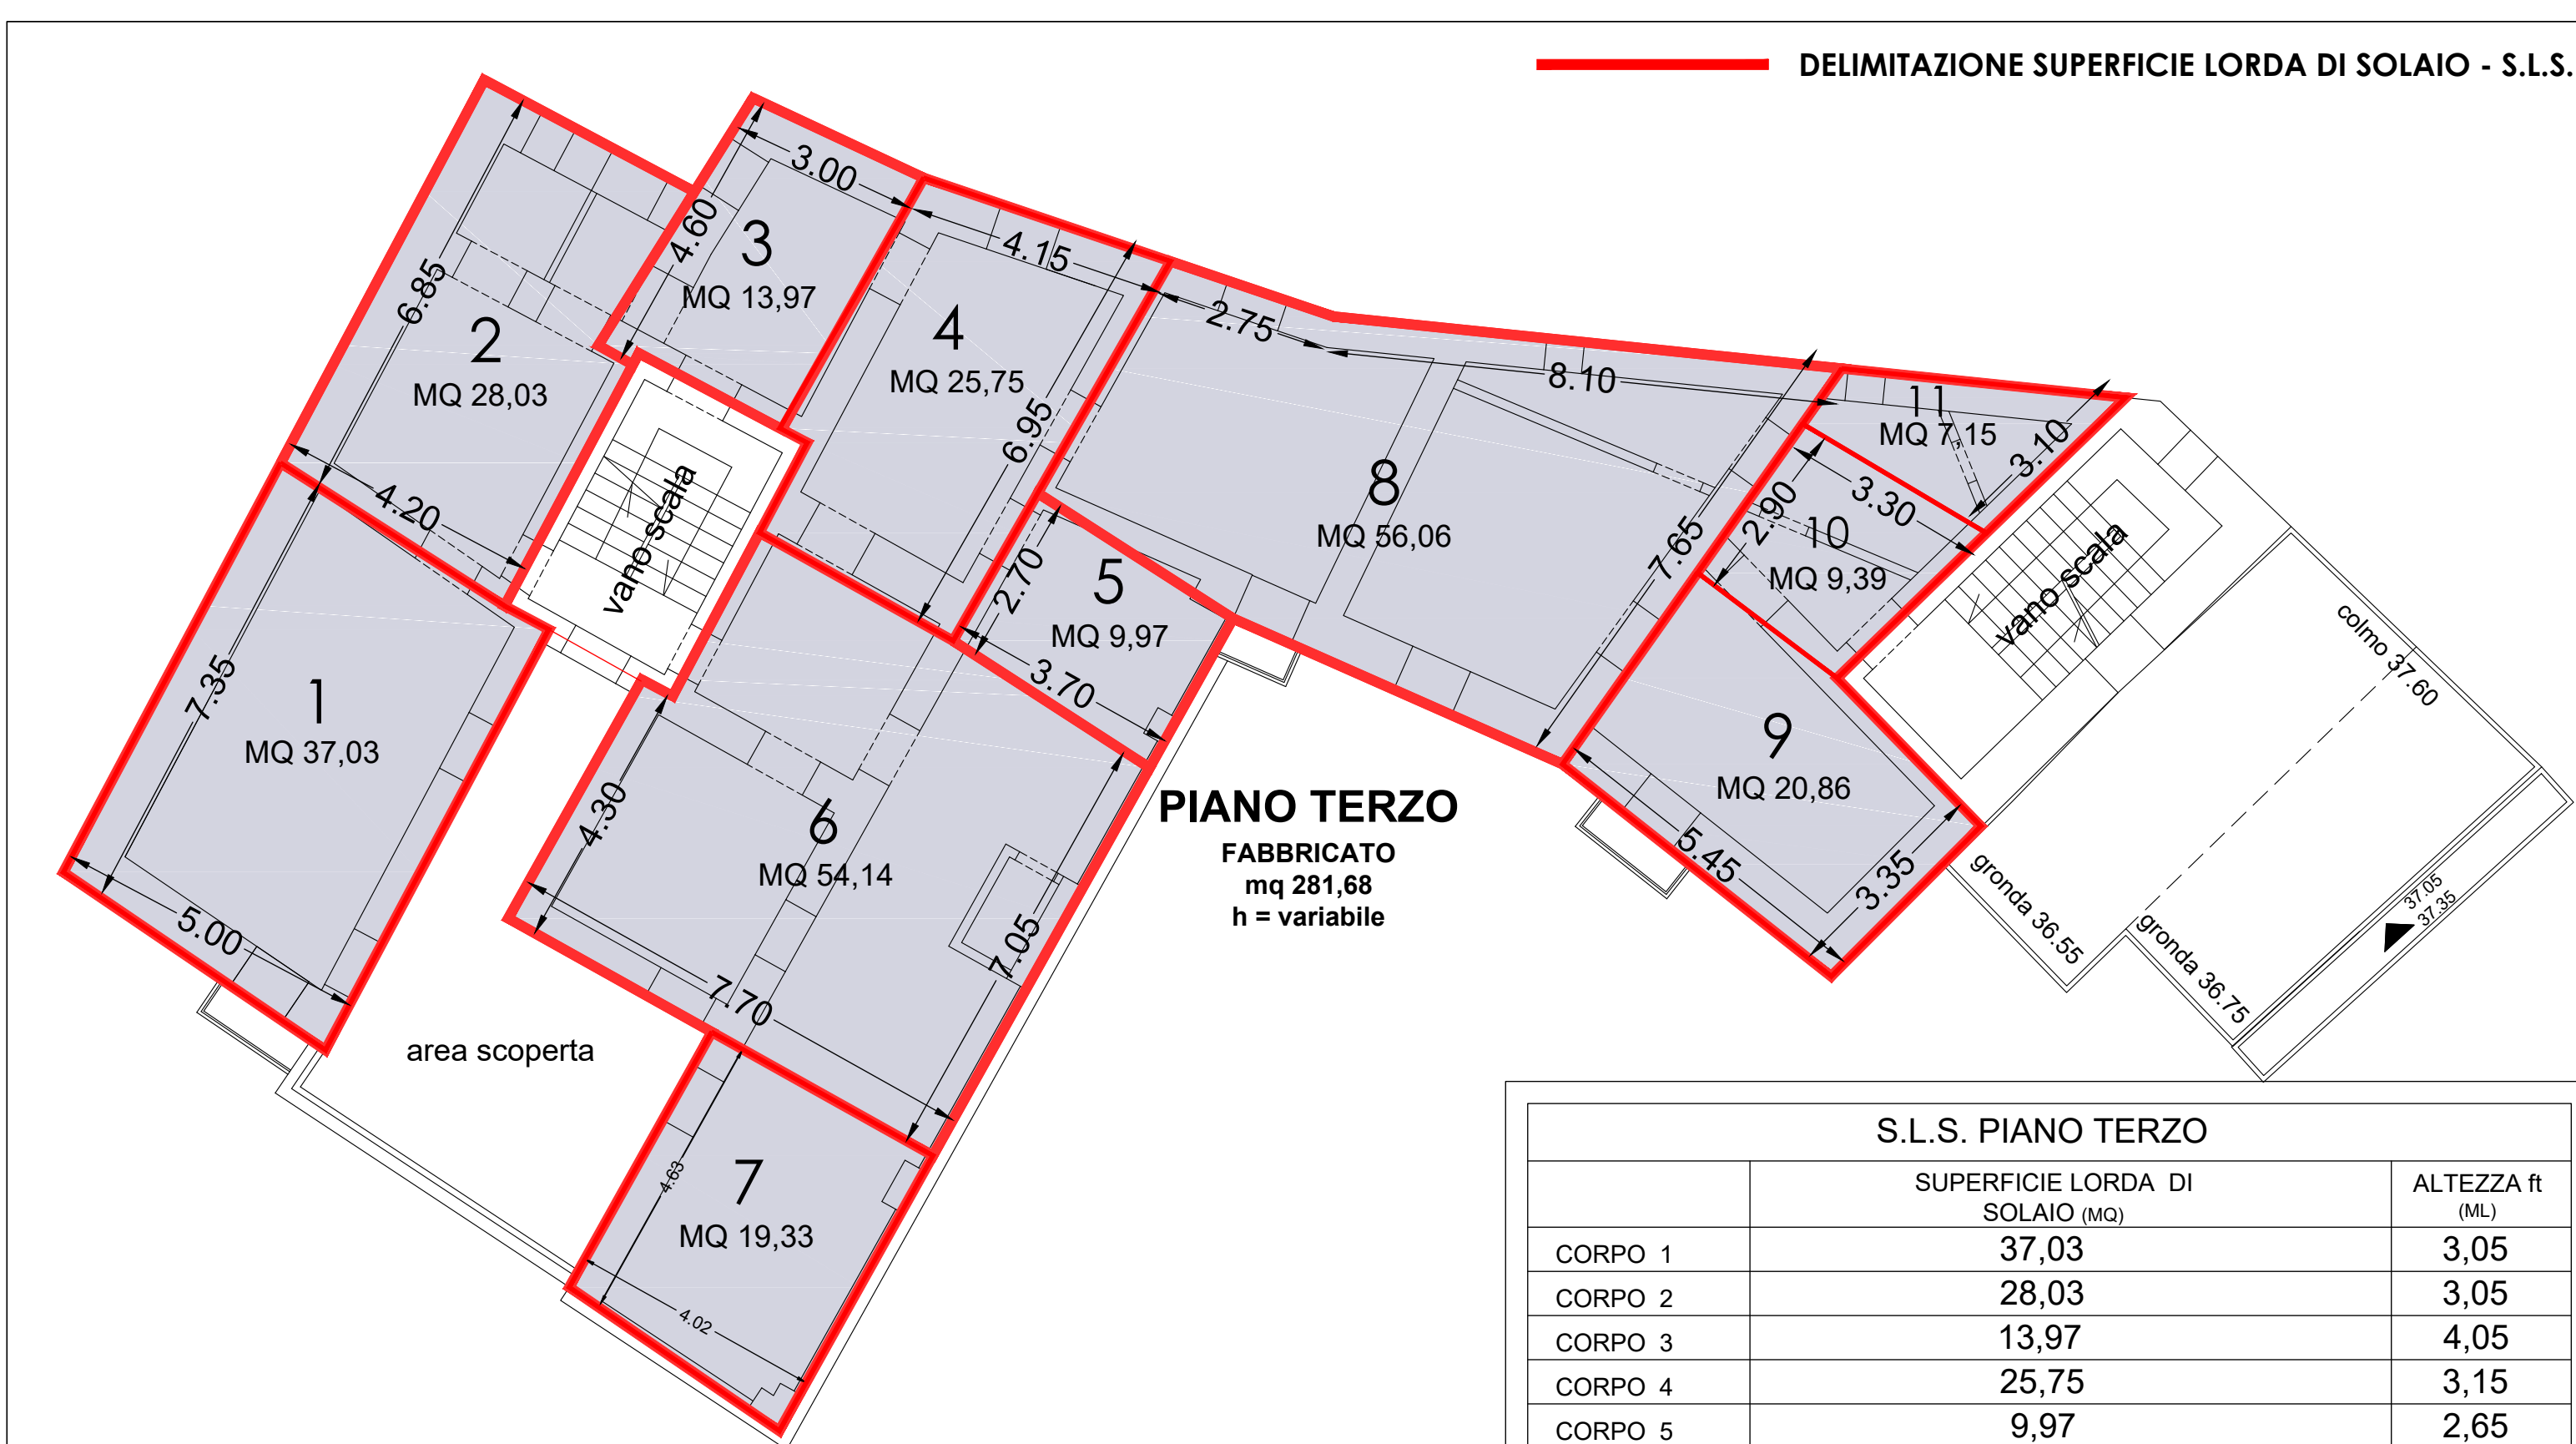 DELIMITAZIONE SUPERFICIE LORDA DI SOLAIO - S.L.S.
3.00
4.60
3
MQ 13,97
4.15
6.85
2
MQ 28,03
4
MQ 25,75
6.95
2.75
8.10
11
MQ 7,15
3.10
4.20
vano scala
8
MQ 56,06
7.65
2.90
3.30
10
MQ 9,39
vano scala
2.70
5
MQ 9,97
3.70
colmo 37.60
7.35
1
MQ 37,03
5.00
4.30
6
MQ 54,14
7.05
7.70
PIANO TERZO
FABBRICATO
mq 281,68
h = variabile
9
MQ 20,86
5.45
3.35
gronda 36.55
gronda 36.75
37.05
37.35
area scoperta
4.63
7
MQ 19,33
4.02
S.L.S. PIANO TERZO
SUPERFICIE LORDA DI
SOLAIO (MQ)
ALTEZZA ft
(ML)
CORPO 1 37,03 3,05
CORPO 2 28,03 3,05
CORPO 3 13,97 4,05
CORPO 4 25,75 3,15
CORPO 5 9,97 2,65